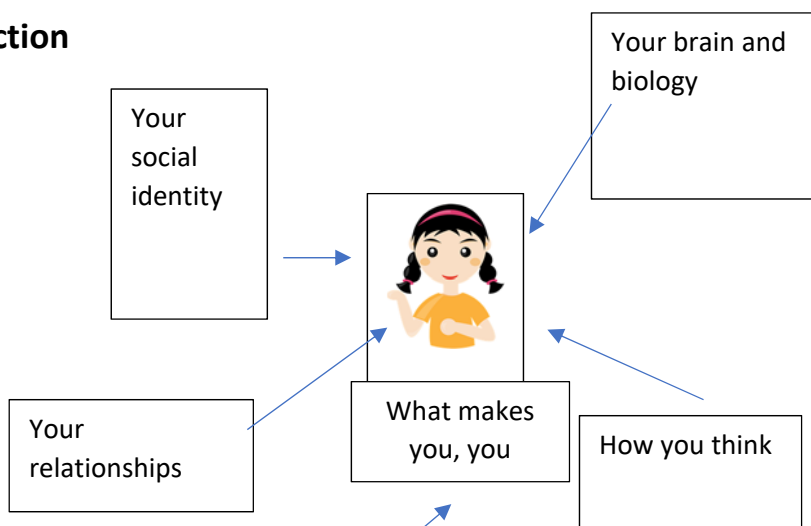 ction
Your brain and
biology
Your
social
identity
What makes
you, you
Your
relationships
How you think